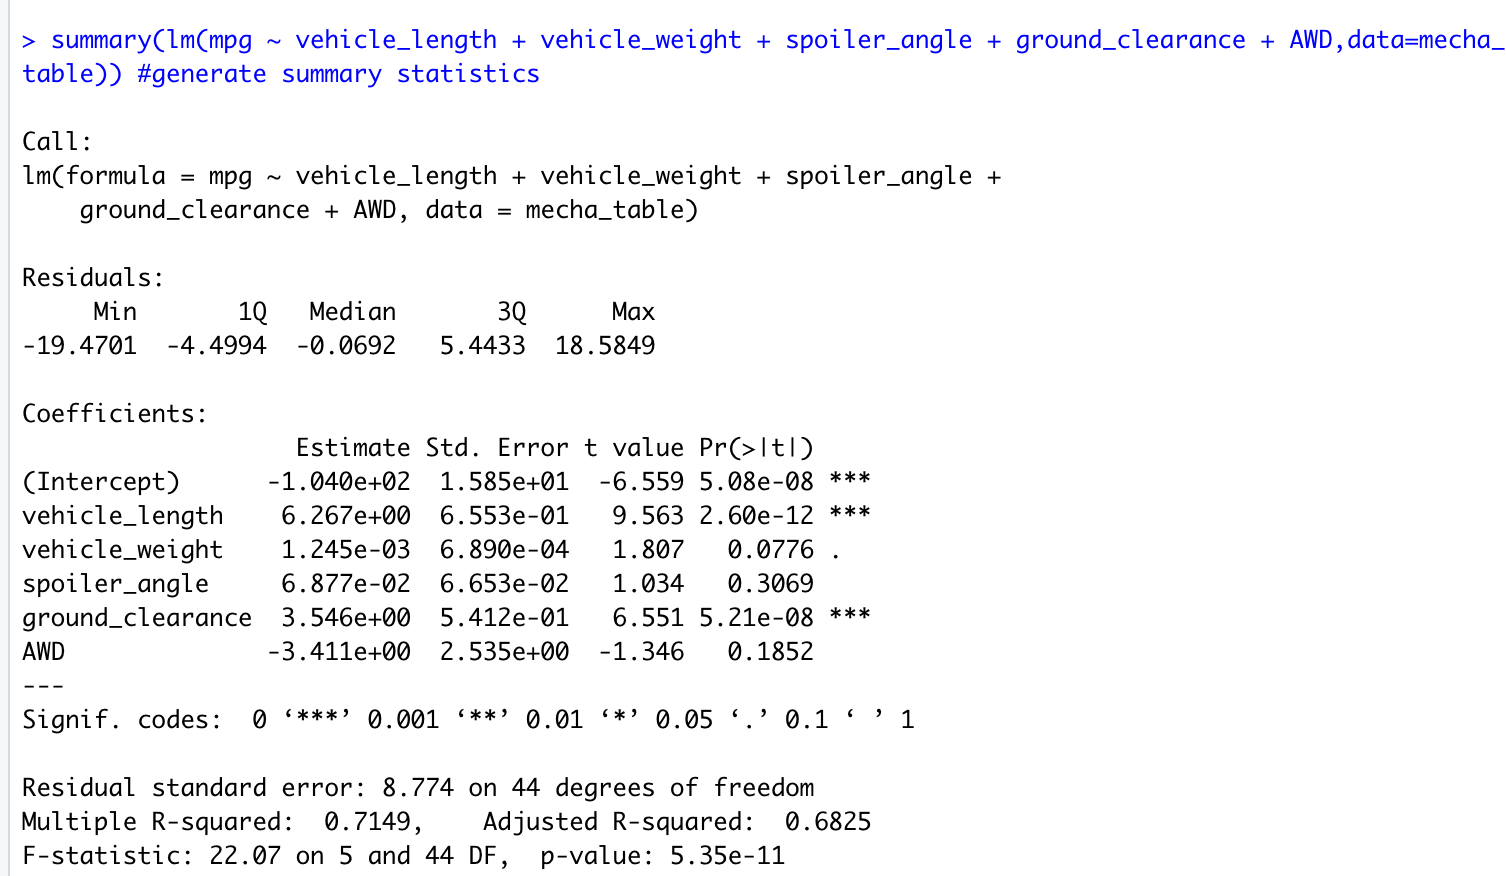 > summary(lm(mpg ~ vehicle_length + vehicle_weight + spoiler_angle + ground_clearance + AWD,data=mecha_
table)) #generate summary statistics

Call:
lm(formula = mpg ~ vehicle_length + vehicle_weight + spoiler_angle +
    ground_clearance + AWD, data = mecha_table)

Residuals:
     Min       1Q   Median       3Q      Max
-19.4701  -4.4994  -0.0692   5.4433  18.5849

Coefficients:
                   Estimate Std. Error t value Pr(>|t|)
(Intercept)      -1.040e+02  1.585e+01  -6.559 5.08e-08 ***
vehicle_length    6.267e+00  6.553e-01   9.563 2.60e-12 ***
vehicle_weight    1.245e-03  6.890e-04   1.807   0.0776 .
spoiler_angle     6.877e-02  6.653e-02   1.034   0.3069
ground_clearance  3.546e+00  5.412e-01   6.551 5.21e-08 ***
AWD              -3.411e+00  2.535e+00  -1.346   0.1852
---
Signif. codes:  0 ‘***’ 0.001 ‘**’ 0.01 ‘*’ 0.05 ‘.’ 0.1 ‘ ’ 1

Residual standard error: 8.774 on 44 degrees of freedom
Multiple R-squared:  0.7149,    Adjusted R-squared:  0.6825
F-statistic: 22.07 on 5 and 44 DF,  p-value: 5.35e-11